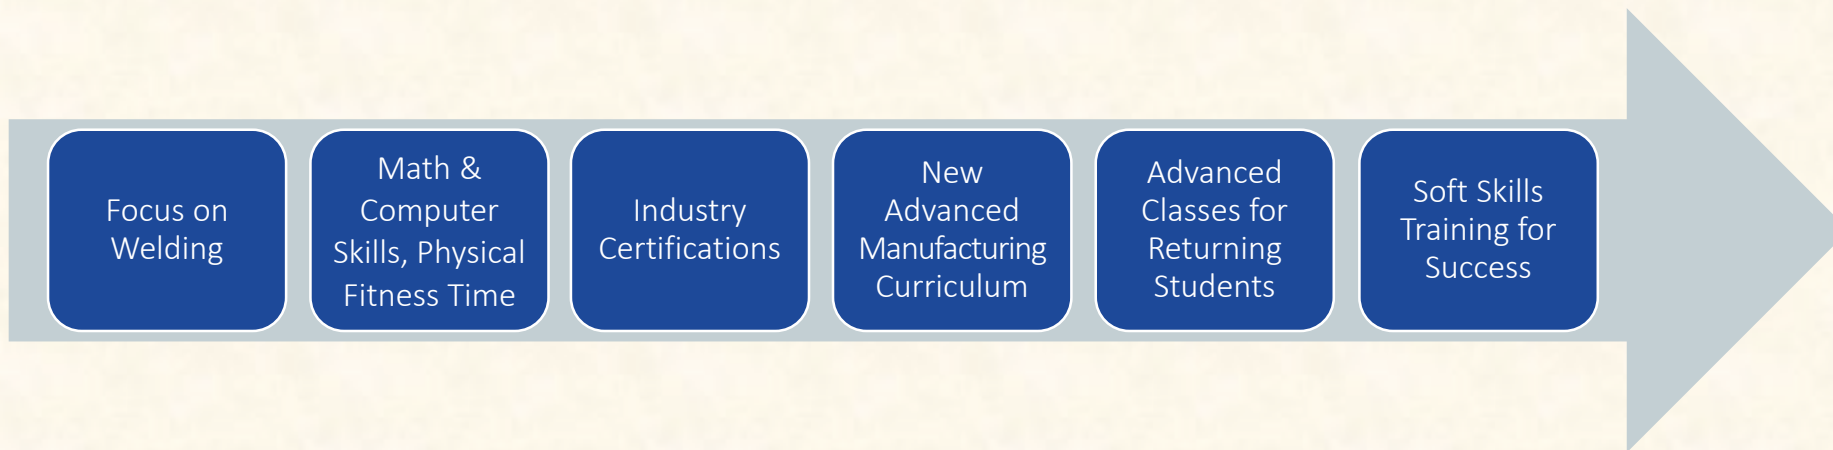 Focus on
Welding
Math &
Computer
Skills, Physical
Fitness Time
Industry
Certifications
New
Advanced
Manufacturing
Curriculum
Advanced
Classes for
Returning
Students
Soft Skills
Training for
Success